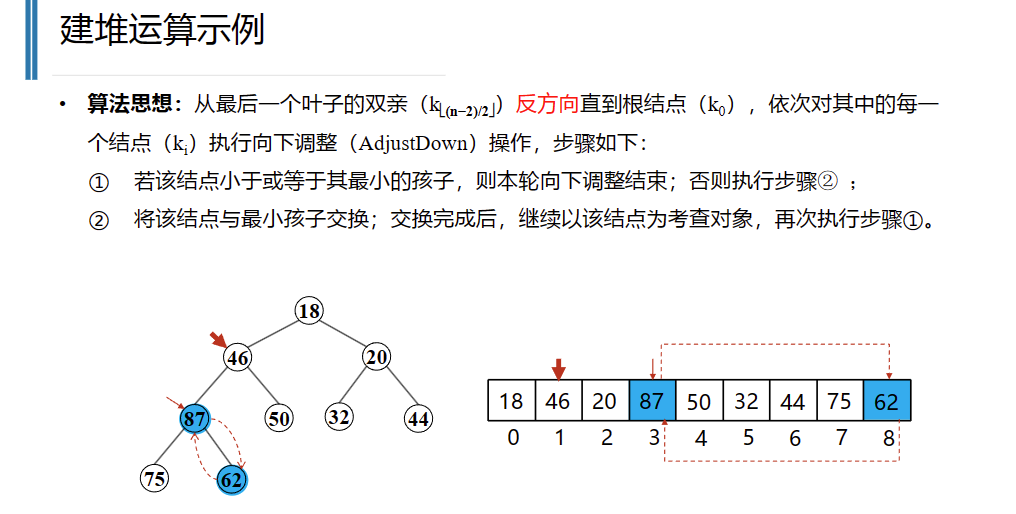 建堆运算示例
• 算法思想：从最后一个叶子的双亲（k⌊(n−2)/2⌋）反方向直到根结点（k0），依次对其中的每一
个结点（ki）执行向下调整（AdjustDown）操作，步骤如下：
① 若该结点小于或等于其最小的孩子，则本轮向下调整结束；否则执行步骤② ；
② 将该结点与最小孩子交换；交换完成后，继续以该结点为考查对象，再次执行步骤①。
18
46 20
87 50 32 44
75 62
18 46 20 87 50 32 44 75 62
0 1 2 3 4 5 6 7 8